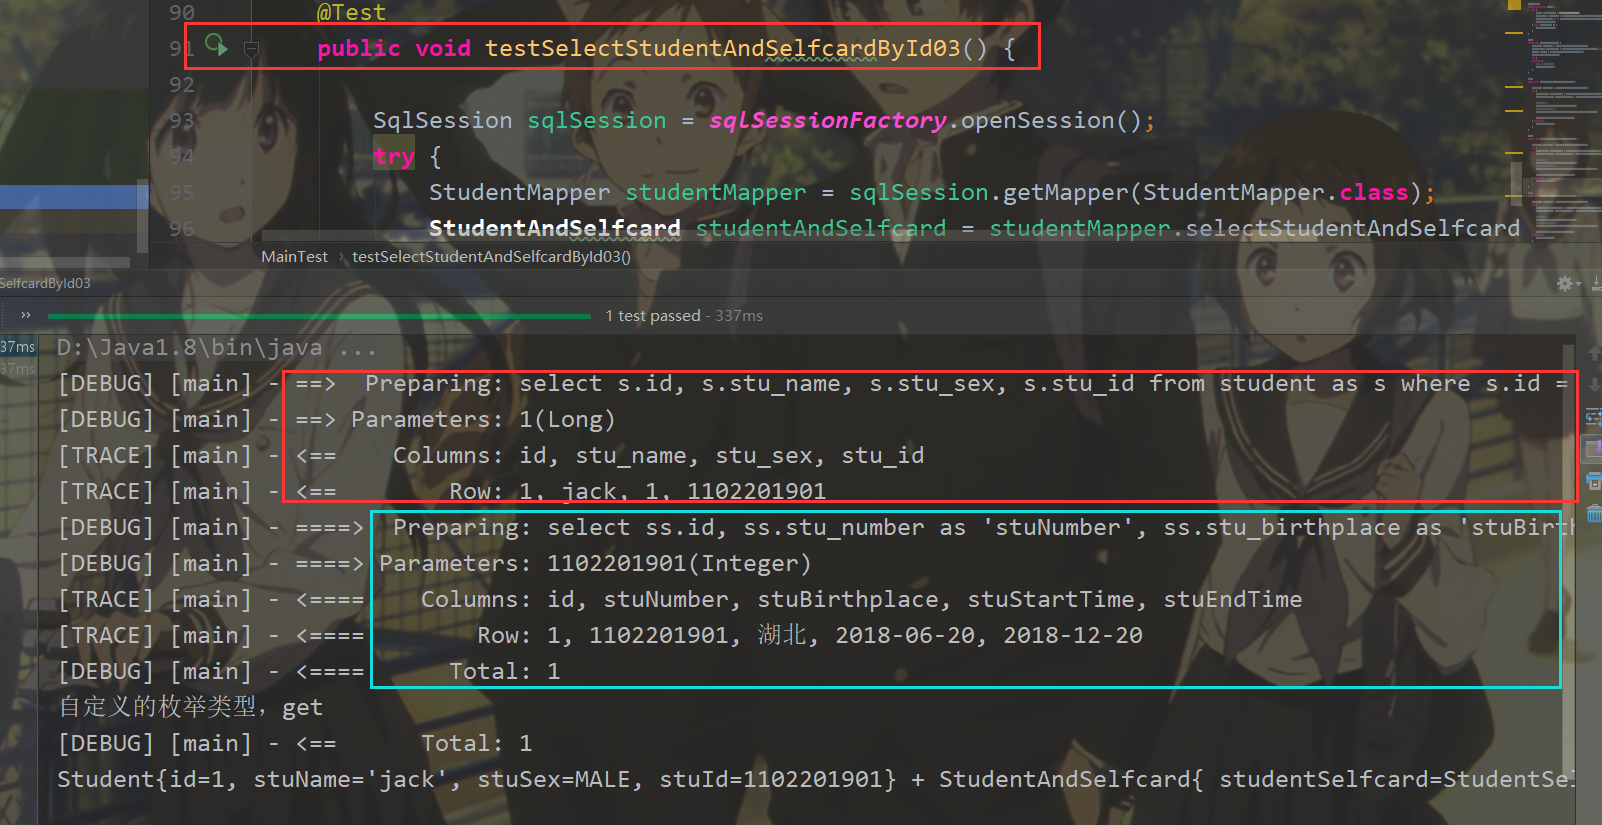 90 @Test
91 public void testSelectStudentAndSelfcardById03() {
92
93 SqlSession sqlSession = sqlSessionFactory.openSession();
94 try {
95 StudentMapper studentMapper = sqlSession.getMapper(StudentMapper.class);
96 StudentAndSelfcard studentAndSelfcard = studentMapper.selectStudentAndSelfcard
MainTest › testSelectStudentAndSelfcardById03()
SelfcardById03
» 1 test passed - 337ms
37ms D:\Java1.8\bin\java ...
37ms
[DEBUG] [main] - ==>  Preparing: select s.id, s.stu_name, s.stu_sex, s.stu_id from student as s where s.id =
[DEBUG] [main] - ==> Parameters: 1(Long)
[TRACE] [main] - <==    Columns: id, stu_name, stu_sex, stu_id
[TRACE] [main] - <==        Row: 1, jack, 1, 1102201901
[DEBUG] [main] - ====>  Preparing: select ss.id, ss.stu_number as 'stuNumber', ss.stu_birthplace as 'stuBirth
[DEBUG] [main] - ====> Parameters: 1102201901(Integer)
[TRACE] [main] - <====    Columns: id, stuNumber, stuBirthplace, stuStartTime, stuEndTime
[TRACE] [main] - <====        Row: 1, 1102201901, 湖北, 2018-06-20, 2018-12-20
[DEBUG] [main] - <====      Total: 1
自定义的枚举类型，get
[DEBUG] [main] - <==      Total: 1
Student{id=1, stuName='jack', stuSex=MALE, stuId=1102201901} + StudentAndSelfcard{ studentSelfcard=StudentSel